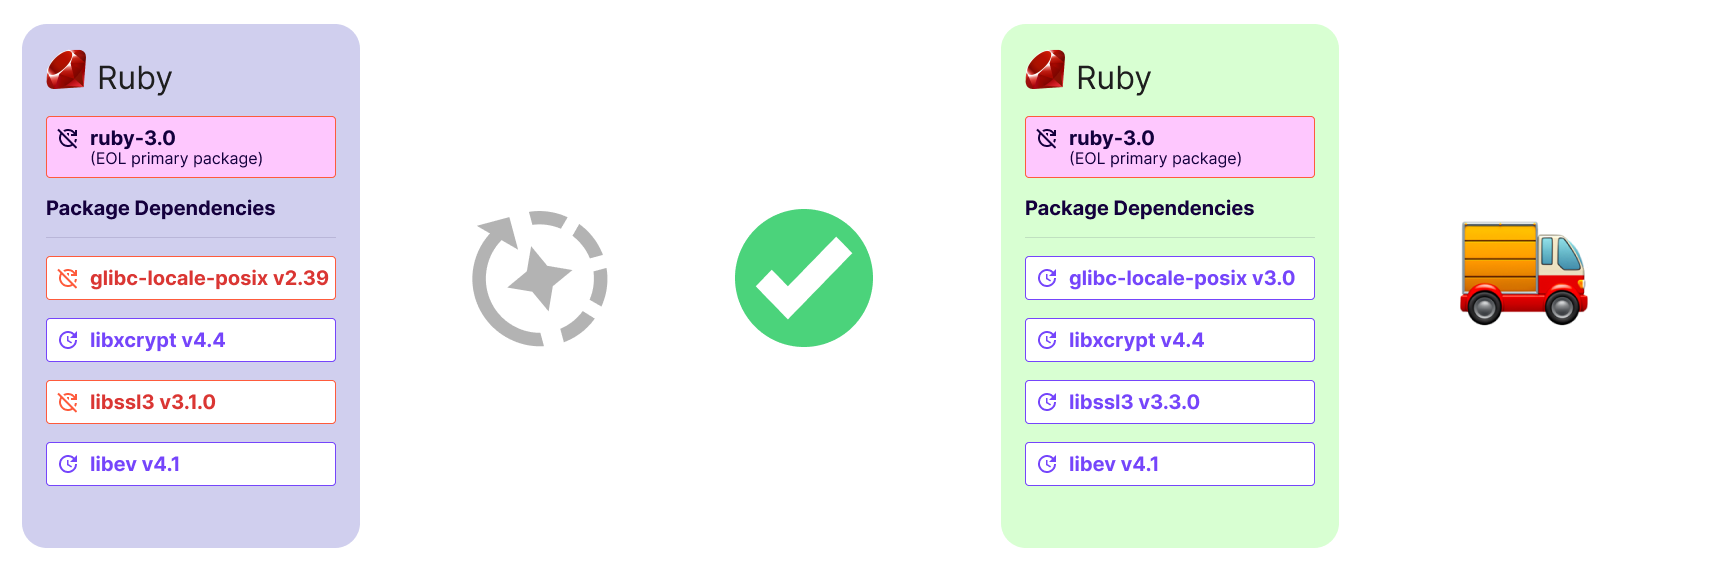 Ruby
ruby-3.0
(EOL primary package)
Package Dependencies
glibc-locale-posix v2.39
libxcrypt v4.4
libssl3 v3.1.0
libev v4.1
Ruby
ruby-3.0
(EOL primary package)
Package Dependencies
glibc-locale-posix v3.0
libxcrypt v4.4
libssl3 v3.3.0
libev v4.1